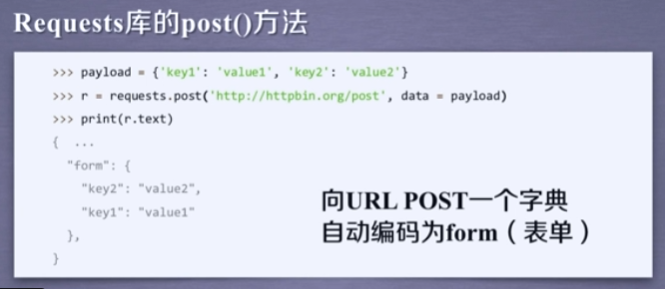 Requests库的post()方法
>>> payload = {'key1': 'value1', 'key2': 'value2'}
>>> r = requests.post('http://httpbin.org/post', data = payload)
>>> print(r.text)
{  ...
  "form": {
    "key2": "value2",
    "key1": "value1"
  },
}
向URL POST一个字典
自动编码为form（表单）